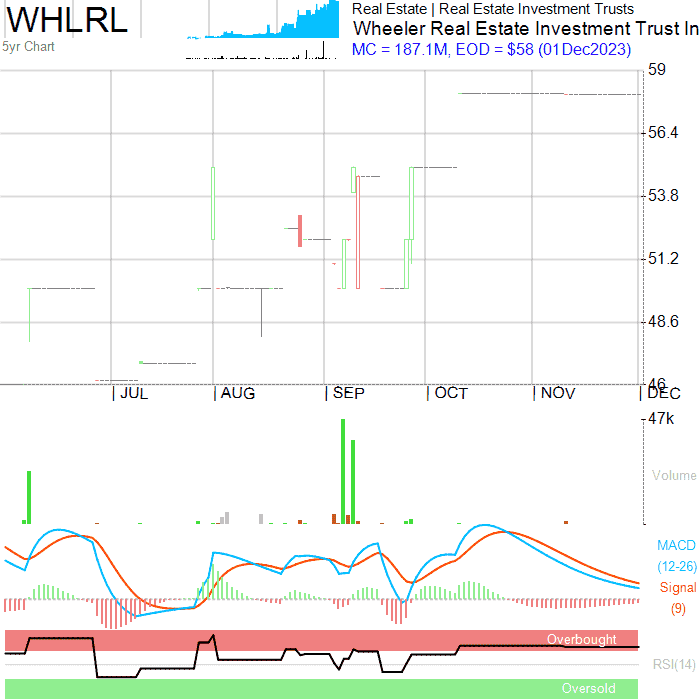 WHLRL
5yr Chart
Real Estate | Real Estate Investment Trusts
Wheeler Real Estate Investment Trust In
MC = 187.1M, EOD = $58 (01Dec2023)
59
56.4
53.8
51.2
48.6
46
JUL AUG SEP OCT NOV DEC
47k
Volume
MACD
(12-26)
Signal
(9)
Overbought
RSI(14)
Oversold